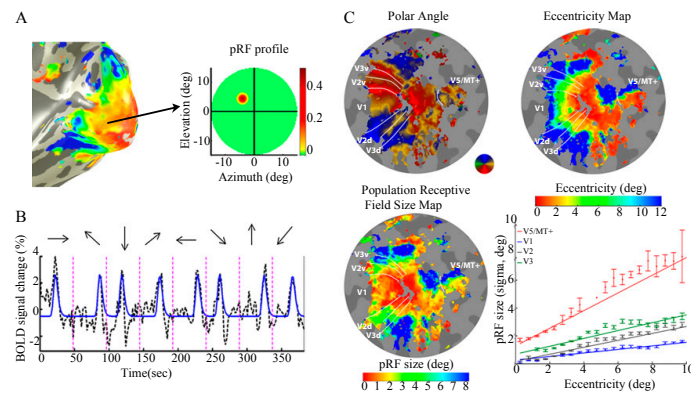 A
pRF profile
Elevation (deg)
10
0
-10
-10 0 10
Azimuth (deg)
0.4
0.2
0
B
BOLD signal change (%)
4
2
0
-2
0 50 100 150 200 250 300 350
Time(sec)
C
Polar Angle
V3v
V2v
V1
V2d
V3d
V5/MT+
Eccentricity Map
V3v
V2v
V1
V2d
V3d
V5/MT+
Eccentricity (deg)
0 2 4 6 8 10 12
Population Receptive
Field Size Map
V3v
V2v
V1
V2d
V3d
V5/MT+
pRF size (deg)
0 1 2 3 4 5 6 7 8
pRF size (sigma, deg)
10
8
6
4
2
V5/MT+
V1
V2
V3
0 2 4 6 8 10
Eccentricity (deg)